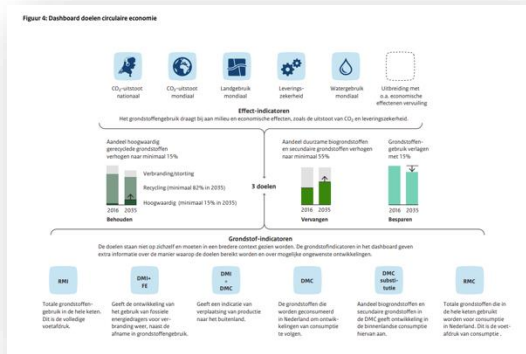 Figuur 4: Dashboard doelen circulaire economie
CO₂-uitstoot
nationaal
CO₂-uitstoot
mondiaal
Landgebruik
mondiaal
Leverings-
zekerheid
Watergebruik
mondiaal
Uitbreiding met
o.a. economische
effecten en vervuiling
Effect-indicatoren
Het grondstoffengebruik draagt bij aan milieu en economische effecten, zoals de uitstoot van CO₂ en leveringszekerheid.
Aandeel hoogwaardig
gerecyclede grondstoffen
verhogen naar minimaal 15%
Verbranding/storting
Recycling (minimaal 82% in 2035)
Hoogwaardig (minimaal 15% in 2035)
2016 2035
Behouden
3 doelen
Aandeel duurzame biogrondstoffen
en secundaire grondstoffen verhogen
naar minimaal 55%
2016 2035
Vervangen
Grondstoffen-
gebruik verlagen
met 15%
2016 2035
Besparen
Grondstof-indicatoren
De doelen staan niet op zichzelf en moeten in een bredere context gezien worden. De grondstofindicatoren in het dashboard geven
extra informatie over de manier waarop de doelen bereikt worden en over mogelijke ongewenste ontwikkelingen.
RMI
Totale grondstoffen-
gebruik in de hele keten.
Dit is de volledige
voetafdruk.
DMI+
FE
Geeft de ontwikkeling van
het gebruik van fossiele
energiedragers voor ver-
branding weer, naast de
afname in grondstofgebruik.
DMI
-
DMC
Geeft een indicatie van
verplaatsing van productie
naar het buitenland.
DMC
De grondstoffen die
worden geconsumeerd
in Nederland om ontwik-
kelingen van consumptie
te volgen.
DMC
substi-
tutie
Aandeel biogrondstoffen en
secundaire grondstoffen in
de DMC geeft ontwikkeling in
de binnenlandse consumptie
hiervan aan.
RMC
Totale grondstoffen die in
de hele keten gebruikt
worden voor consumptie
in Nederland. Dit is de voet-
afdruk van consumptie.